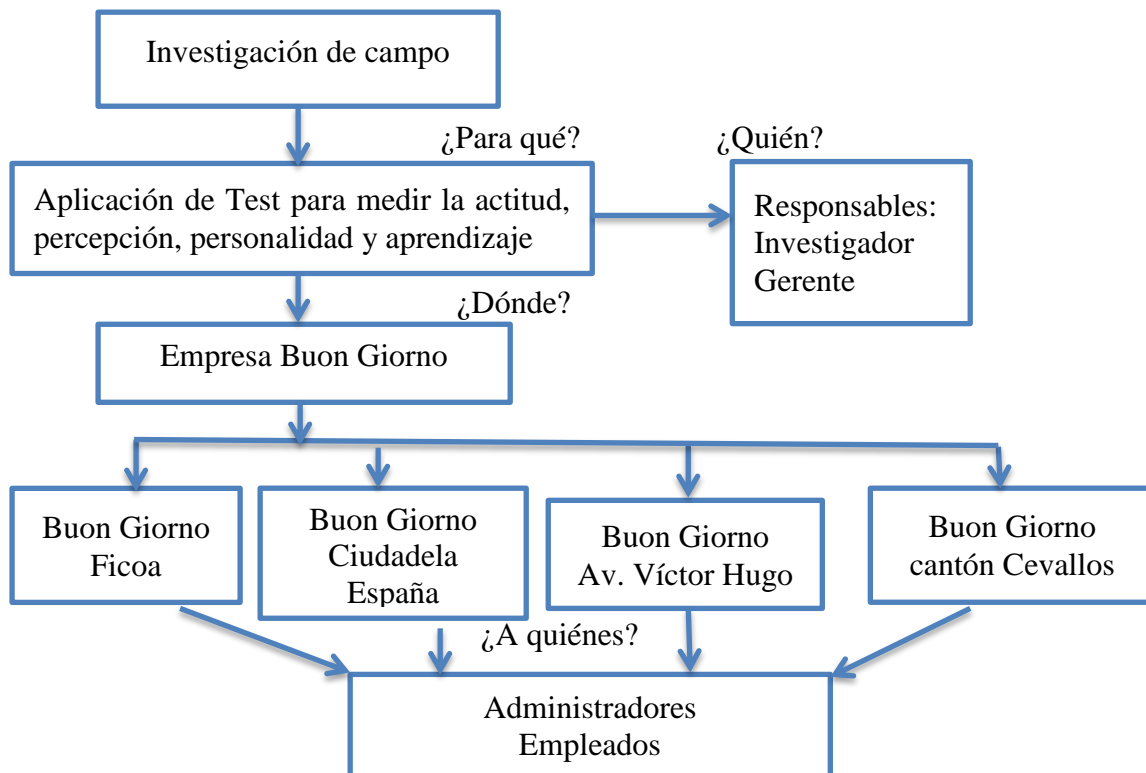 Investigación de campo
¿Para qué?
¿Quién?
Aplicación de Test para medir la actitud,
percepción, personalidad y aprendizaje
Responsables:
Investigador
Gerente
¿Dónde?
Empresa Buon Giorno
Buon Giorno
Ficoa
Buon Giorno
Ciudadela
España
Buon Giorno
Av. Víctor Hugo
Buon Giorno
cantón Cevallos
¿A quiénes?
Administradores
Empleados